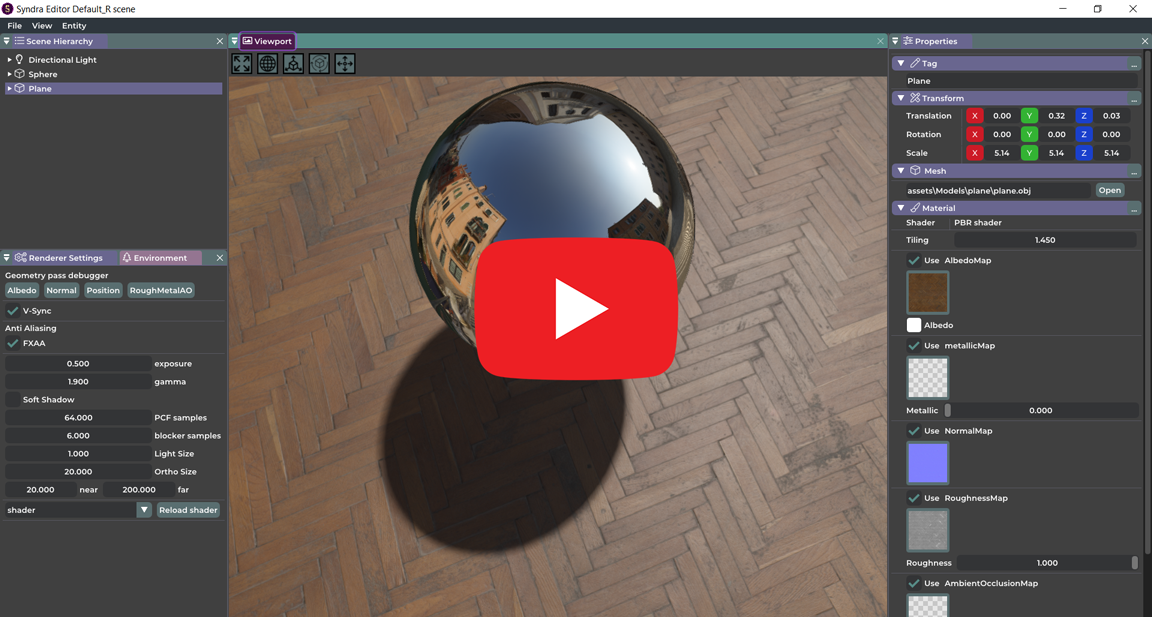 Syndra Editor Default_R scene
File View Entity
Scene Hierarchy
Directional Light
Sphere
Plane
Renderer Settings Environment
Geometry pass debugger
Albedo Normal Position RoughMetalAO
V-Sync
Anti Aliasing
FXAA
0.500 exposure
1.900 gamma
Soft Shadow
64.000 PCF samples
6.000 blocker samples
1.000 Light Size
20.000 Ortho Size
20.000 near 200.000 far
shader Reload shader
Viewport
Properties
Tag ...
Plane
Transform ...
Translation X 0.00 Y 0.32 Z 0.03
Rotation X 0.00 Y 0.00 Z 0.00
Scale X 5.14 Y 5.14 Z 5.14
Mesh ...
assets\Models\plane\plane.obj Open
Material ...
Shader PBR shader
Tiling 1.450
Use AlbedoMap
Albedo
Use metallicMap
Metallic 0.000
Use NormalMap
Use RoughnessMap
Roughness 1.000
Use AmbientOcclusionMap